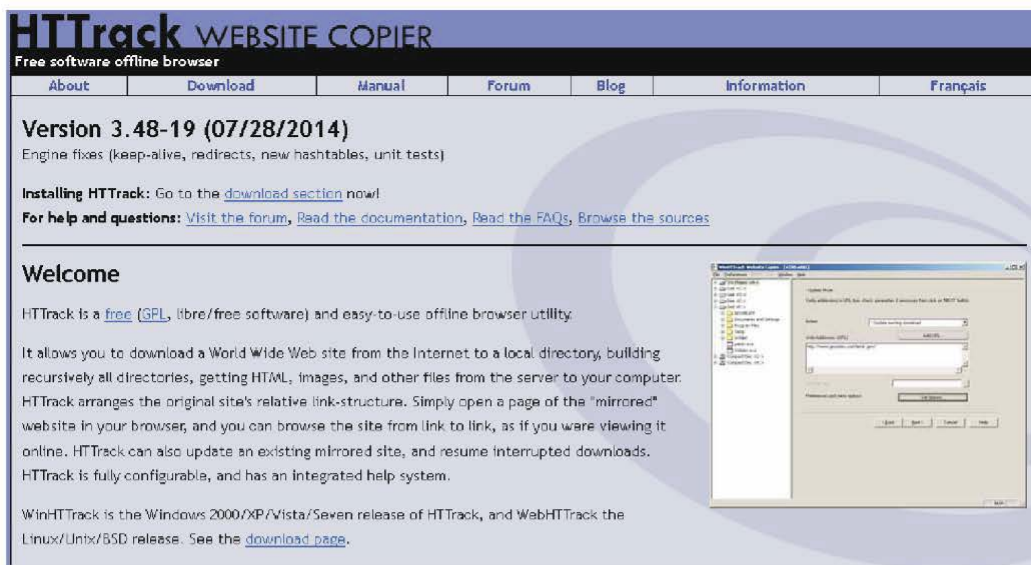 HTTrack WEBSITE COPIER
Free software offline browser
About Download Manual Forum Blog Information Français
Version 3.48-19 (07/28/2014)
Engine fixes (keep-alive, redirects, new hashtables, unit tests)
Installing HTTrack: Go to the download section now!
For help and questions: Visit the forum, Read the documentation, Read the FAQs, Browse the sources
Welcome
HTTrack is a free (GPL, libre/free software) and easy-to-use offline browser utility.
It allows you to download a World Wide Web site from the Internet to a local directory, building
recursively all directories, getting HTML, images, and other files from the server to your computer.
HTTrack arranges the original site's relative link-structure. Simply open a page of the "mirrored"
website in your browser, and you can browse the site from link to link, as if you were viewing it
online. HTTrack can also update an existing mirrored site, and resume interrupted downloads.
HTTrack is fully configurable, and has an integrated help system.
WinHTTrack is the Windows 2000/XP/Vista/Seven release of HTTrack, and WebHTTrack the
Linux/Unix/BSD release. See the download page.